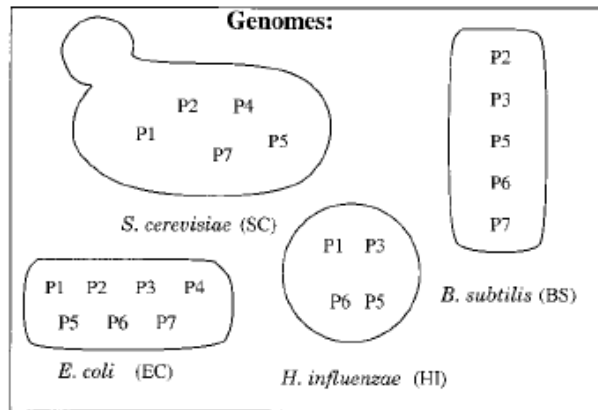 Genomes:
P2 P4
P1 P7 P5
S. cerevisiae (SC)
P2
P3
P5
P6
P7
B. subtilis (BS)
P1 P2 P3 P4
P5 P6 P7
E. coli (EC)
P1 P3
P6 P5
H. influenzae (HI)